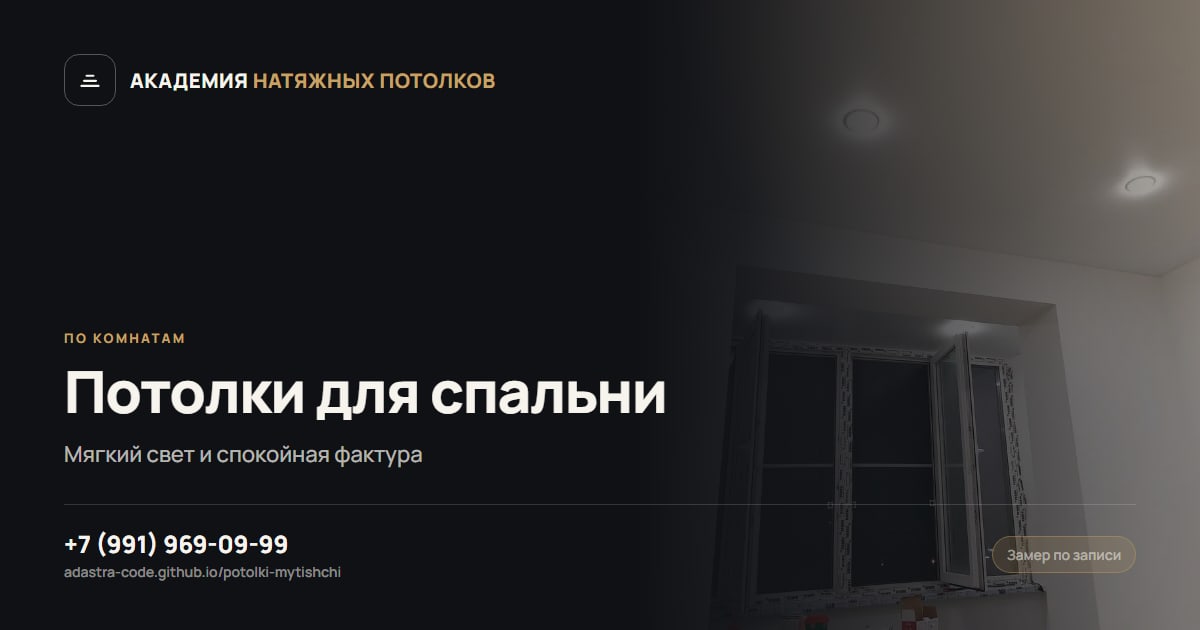 АКАДЕМИЯ НАТЯЖНЫХ ПОТОЛКОВ
ПО КОМНАТАМ
Потолки для спальни
Мягкий свет и спокойная фактура
+7 (991) 969-09-99
adastra-code.github.io/potolki-mytishchi
Замер по записи